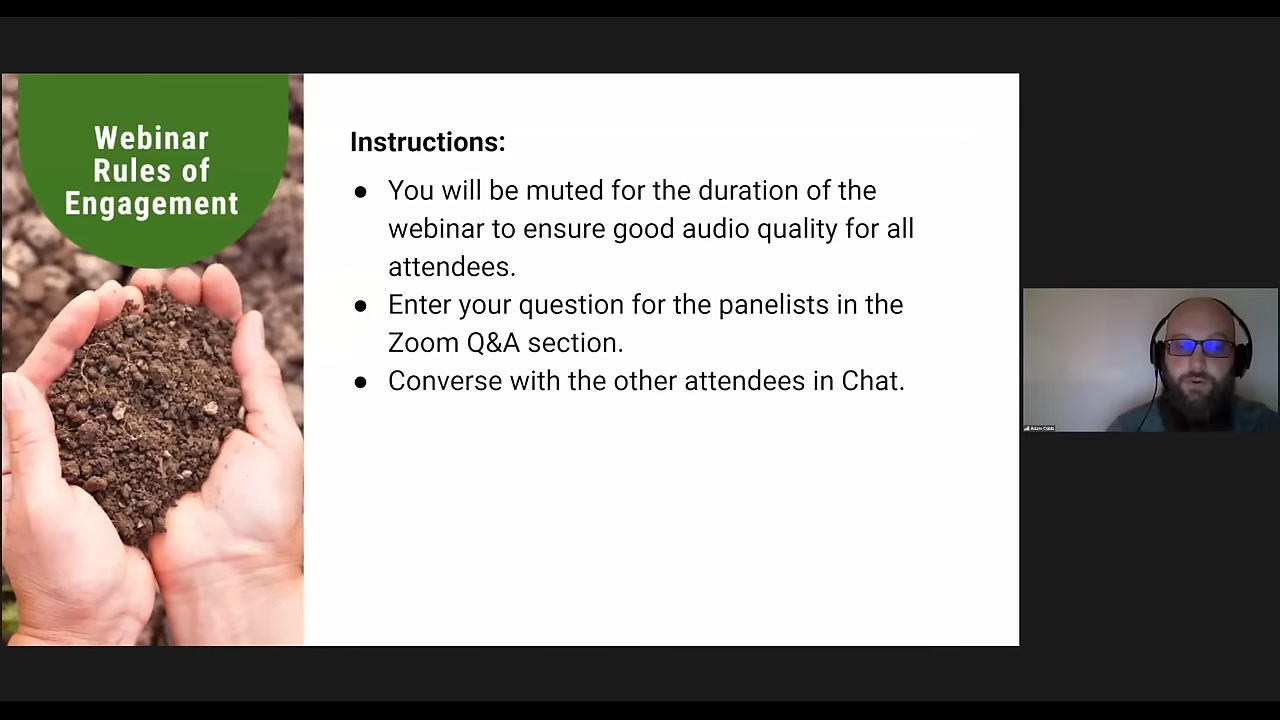 Webinar
Rules of
Engagement
Instructions:
● You will be muted for the duration of the
webinar to ensure good audio quality for all
attendees.
● Enter your question for the panelists in the
Zoom Q&A section.
● Converse with the other attendees in Chat.
Adam Cobb